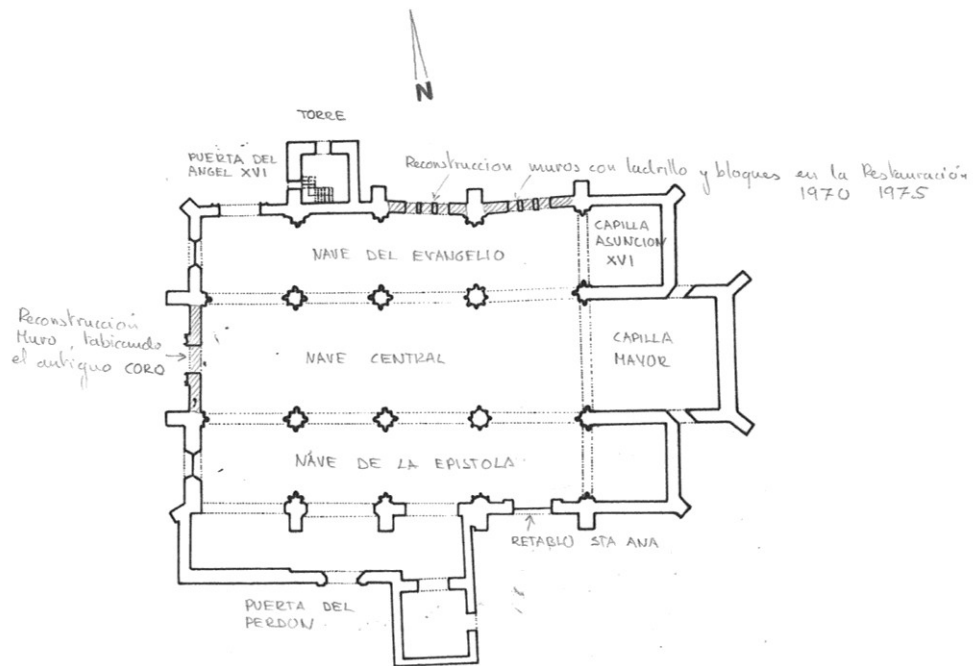 N
TORRE
PUERTA DEL
ANGEL XVI
Reconstruccion muros con ladrillo y bloques en la Restauración
1970 1975
CAPILLA
ASUNCION
XVI
NAVE DEL EVANGELIO
Reconstrucción
Muro, tabicando
el antiguo CORO
NAVE CENTRAL
CAPILLA
MAYOR
NAVE DE LA EPISTOLA
RETABLO STA ANA
PUERTA DEL
PERDON